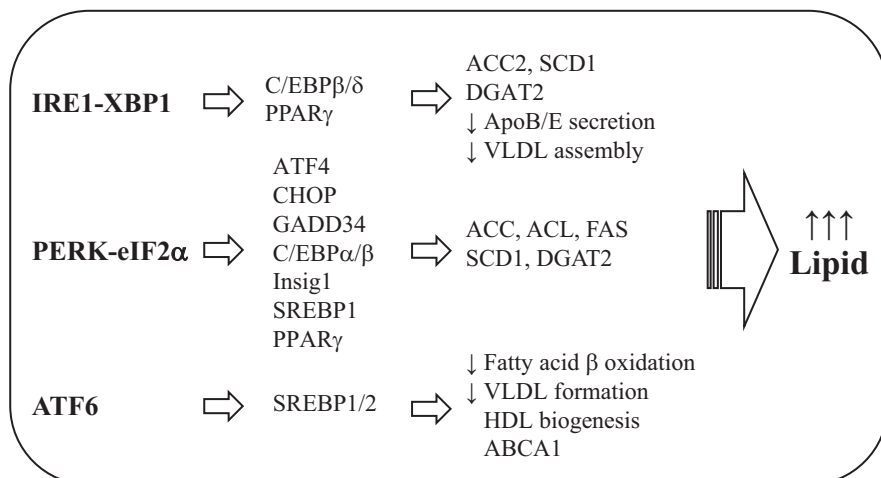 IRE1-XBP1
C/EBPβ/δ
PPARγ
ACC2, SCD1
DGAT2
↓ ApoB/E secretion
↓ VLDL assembly
PERK-eIF2α
ATF4
CHOP
GADD34
C/EBPα/β
Insig1
SREBP1
PPARγ
ACC, ACL, FAS
SCD1, DGAT2
ATF6
SREBP1/2
↓ Fatty acid β oxidation
↓ VLDL formation
HDL biogenesis
ABCA1
↑↑↑
Lipid